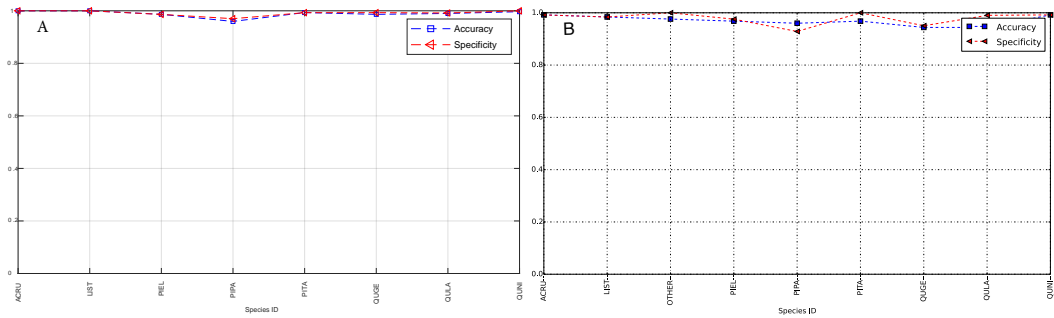 A
Accuracy
Specificity
1
0.8
0.6
0.4
0.2
0
ACRU
LIST
PIEL
PIPA
PITA
QUGE
QULA
QUNI
Species ID
B
Accuracy
Specificity
1.0
0.8
0.6
0.4
0.2
0.0
ACRU
LIST
OTHER
PIEL
PIPA
PITA
QUGE
QULA
QUNI
Species ID